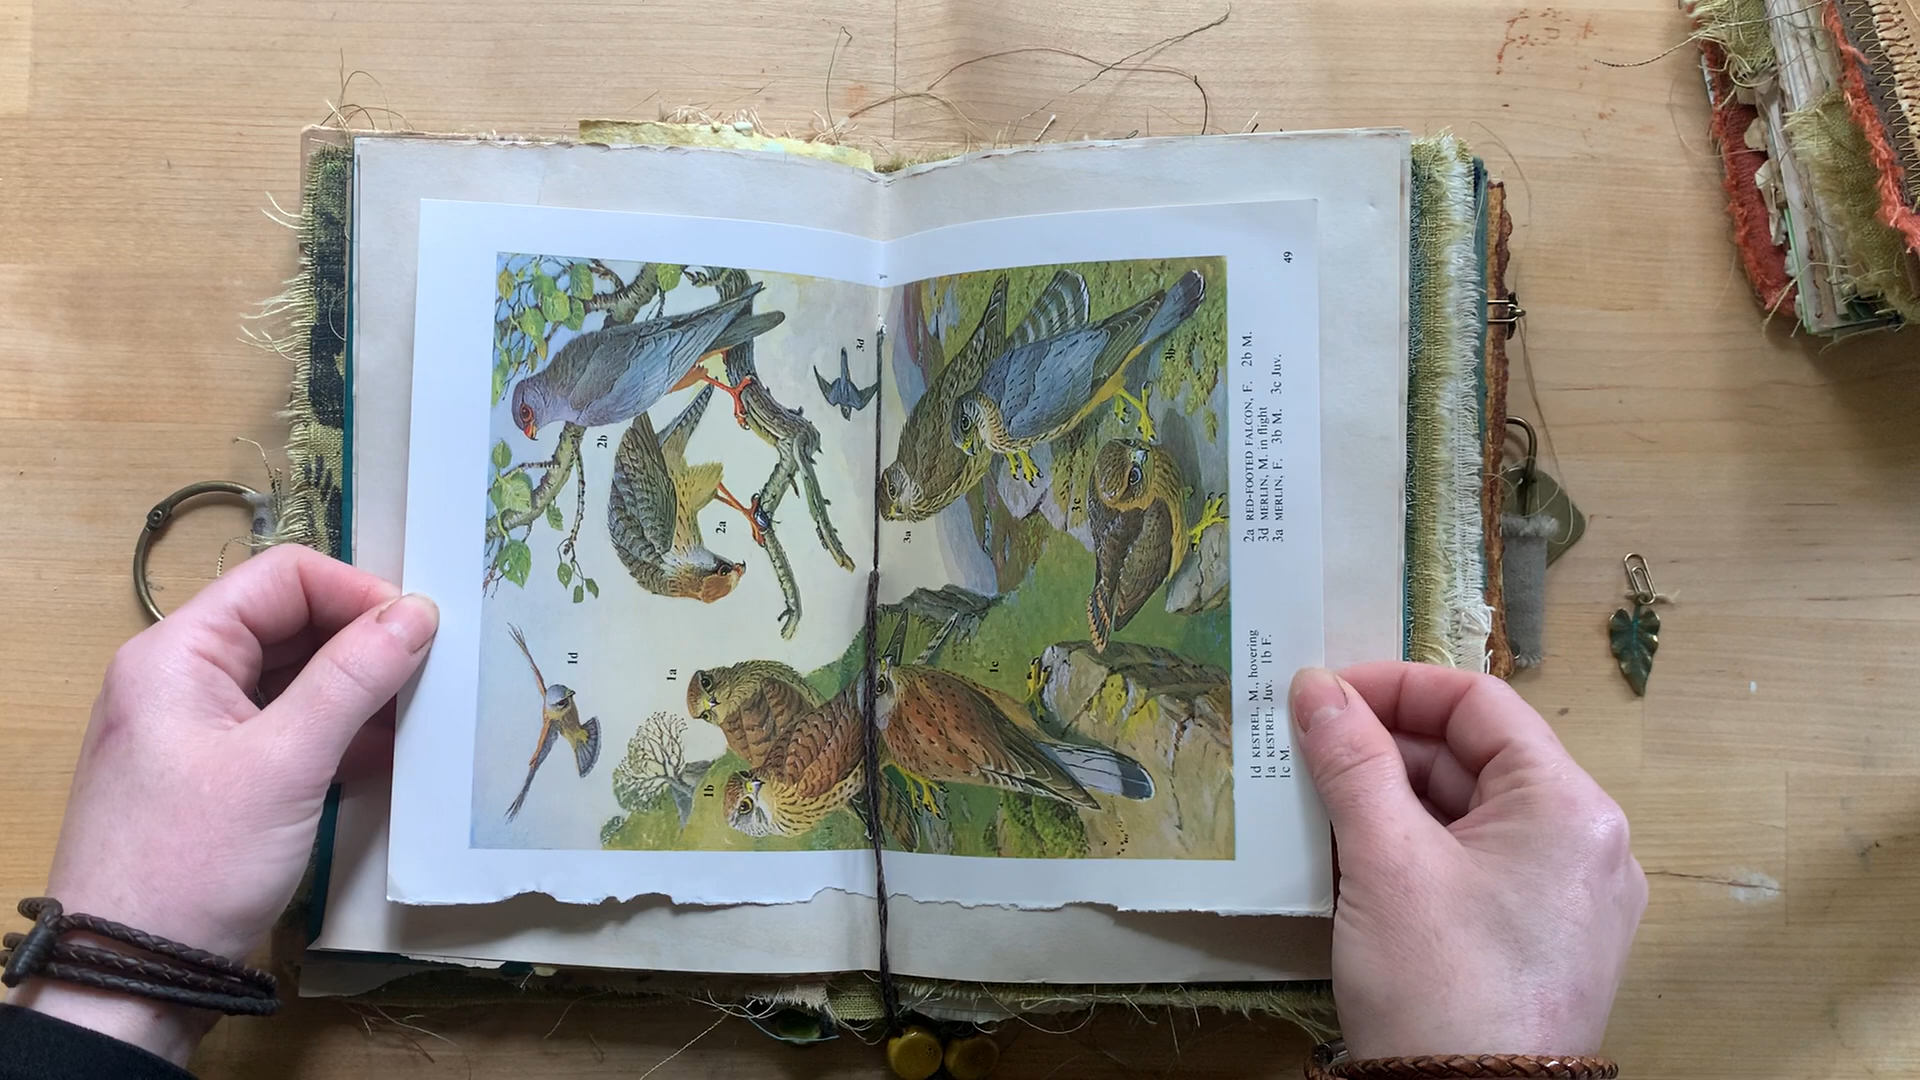 49
2b
2a
3d
3a
3b
3c
1d
1a
1b
1c
1d KESTREL, M., hovering
1a KESTREL, Juv. 1b F.
1c M.
2a RED-FOOTED FALCON, F. 2b M.
3d MERLIN, M. in flight
3a MERLIN, F. 3b M. 3c Juv.